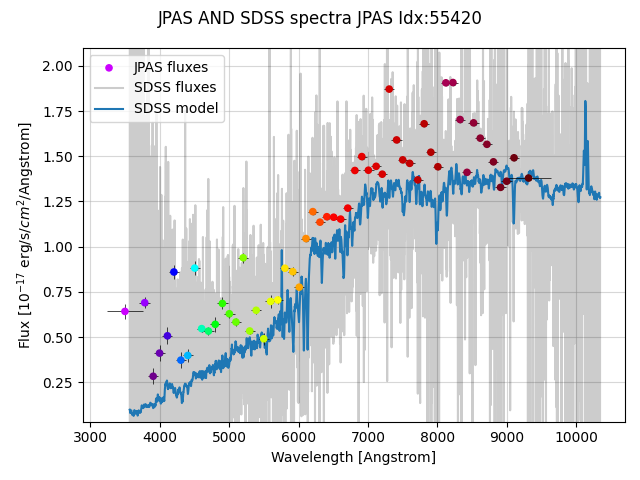 JPAS AND SDSS spectra JPAS Idx:55420
JPAS fluxes
SDSS fluxes
SDSS model
Flux [10⁻¹⁷ erg/s/cm²/Angstrom]
2.00
1.75
1.50
1.25
1.00
0.75
0.50
0.25
3000 4000 5000 6000 7000 8000 9000 10000
Wavelength [Angstrom]